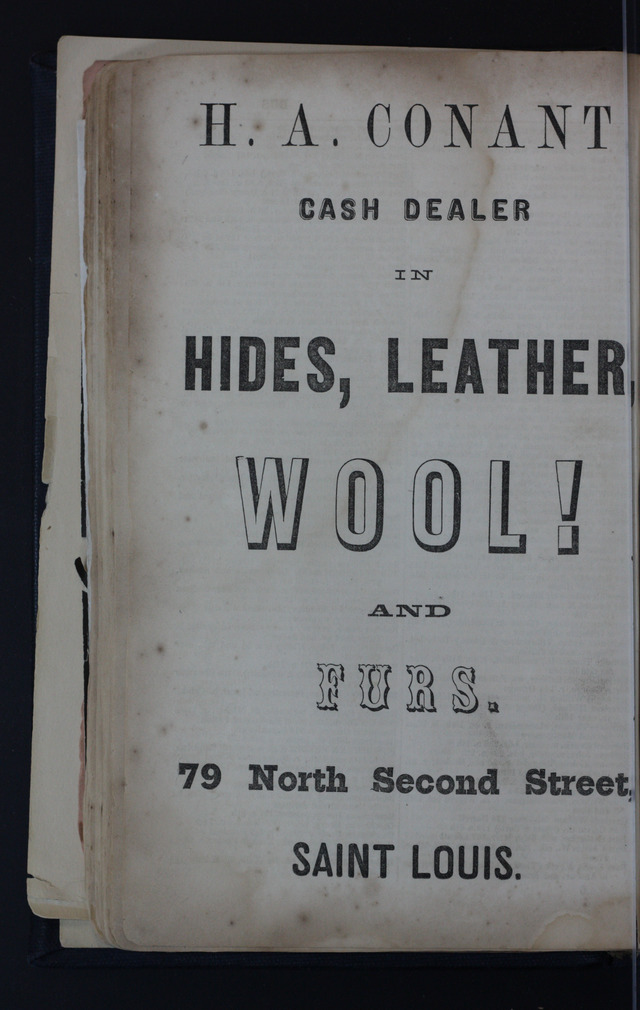 H. A. CONANT
CASH DEALER
IN
HIDES, LEATHER,
WOOL!
AND
FURS.
79 North Second Street,
SAINT LOUIS.